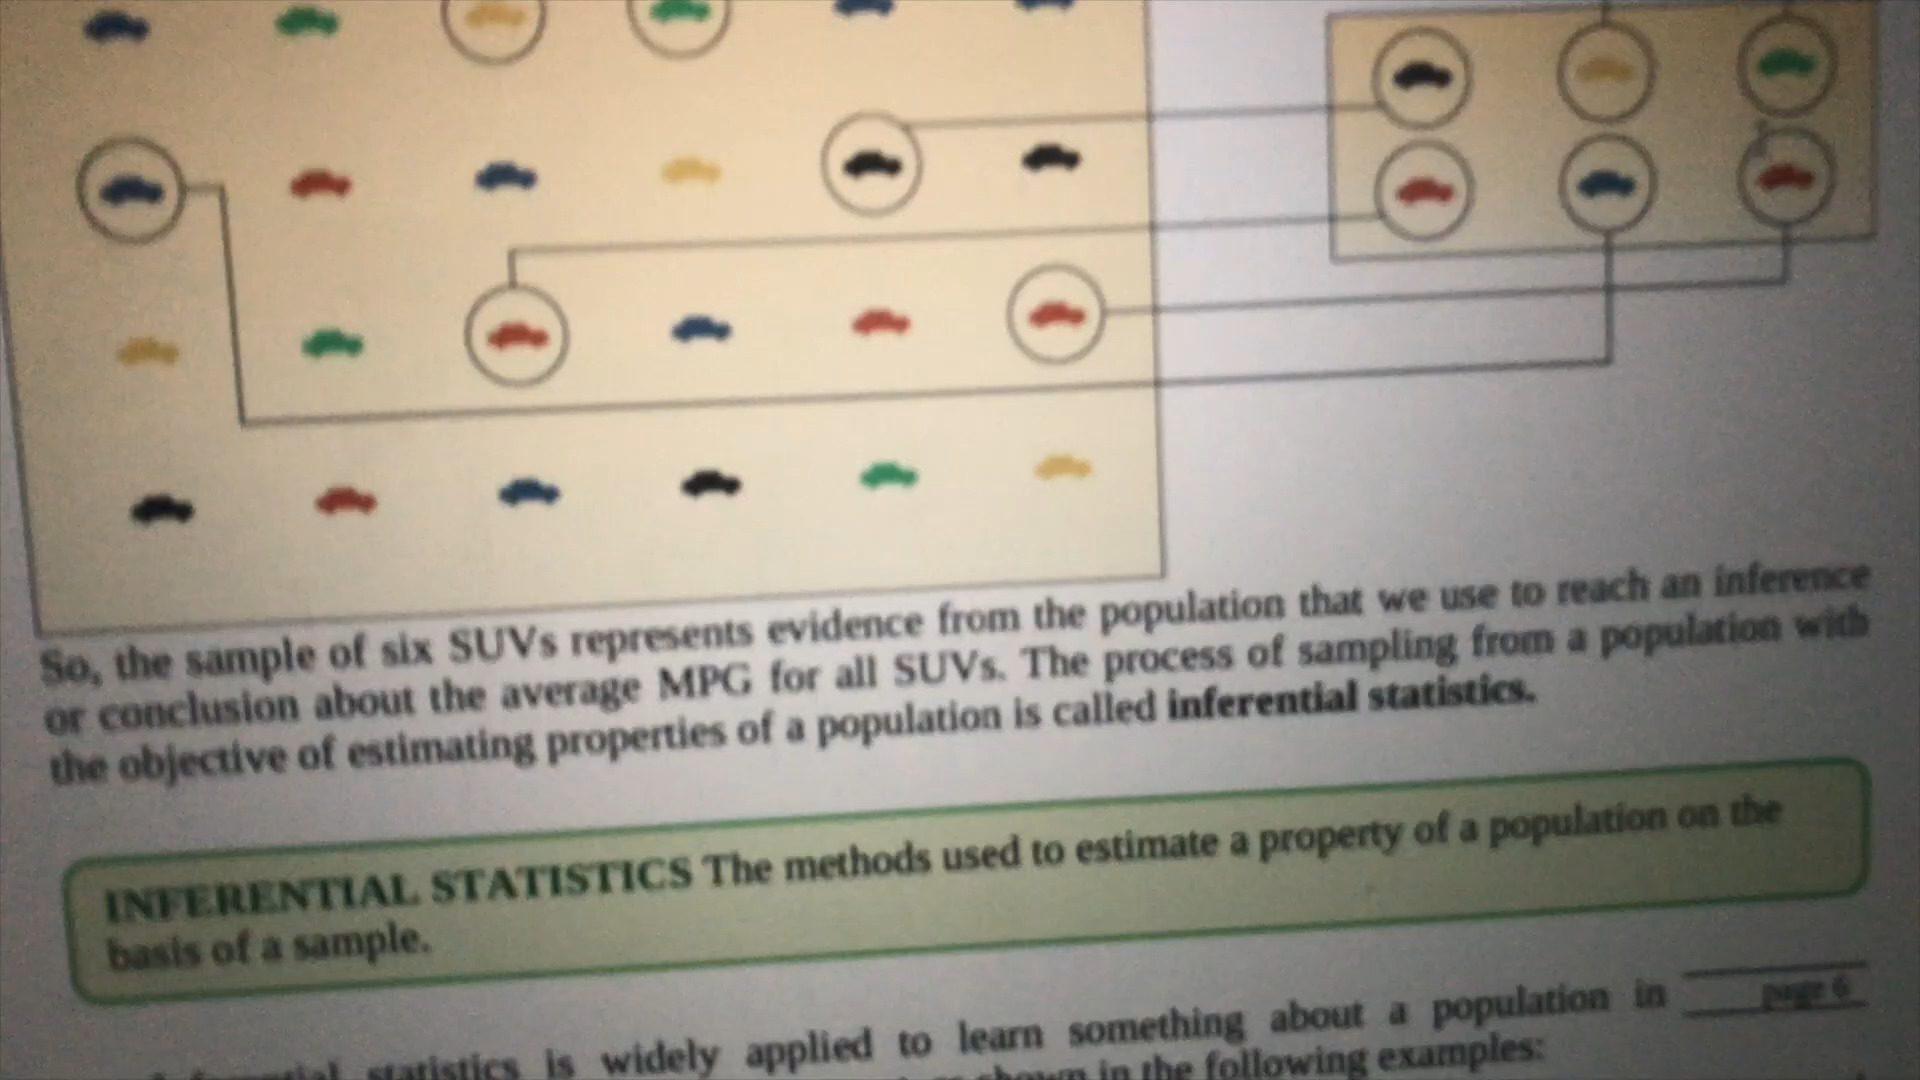 So, the sample of six SUVs represents evidence from the population that we use to reach an inference
or conclusion about the average MPG for all SUVs. The process of sampling from a population with
the objective of estimating properties of a population is called inferential statistics.
INFERENTIAL STATISTICS The methods used to estimate a property of a population on the
basis of a sample.
page 6
statistics is widely applied to learn something about a population in
shown in the following examples: